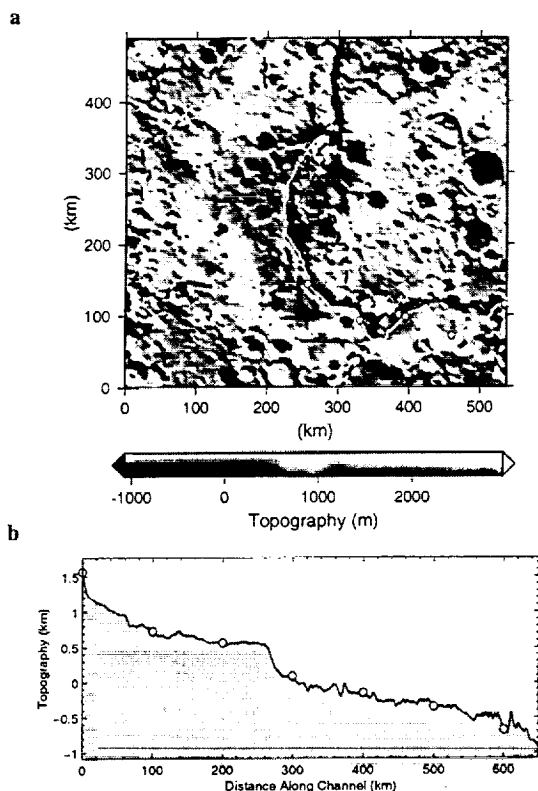 a
400
300
(km)
200
100
0
0 100 200 300 400 500
(km)
-1000 0 1000 2000
Topography (m)
b
1.5
1
Topography (km)
0.5
0
-0.5
-1
0 100 200 300 400 500 600
Distance Along Channel (km)